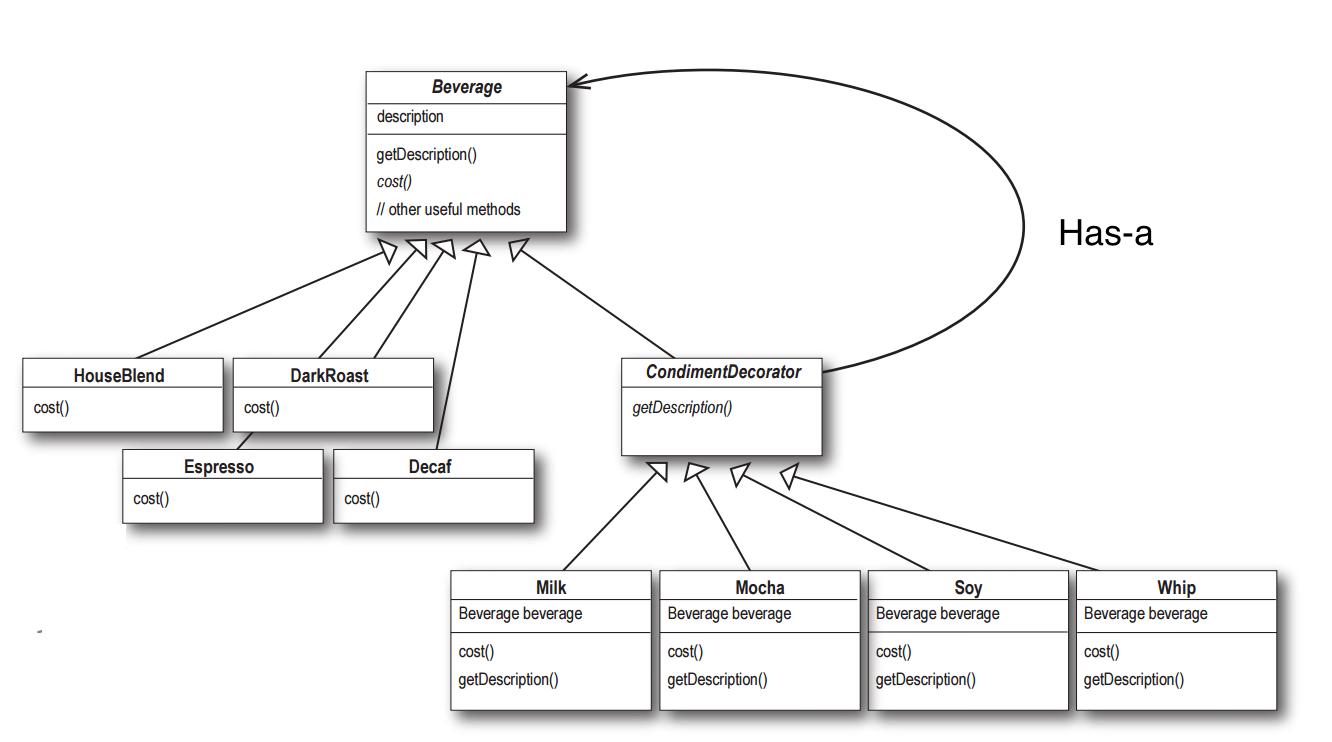 Beverage
description
getDescription()
cost()
// other useful methods
Has-a
HouseBlend
cost()
DarkRoast
cost()
CondimentDecorator
getDescription()
Espresso
cost()
Decaf
cost()
Milk
Beverage beverage
cost()
getDescription()
Mocha
Beverage beverage
cost()
getDescription()
Soy
Beverage beverage
cost()
getDescription()
Whip
Beverage beverage
cost()
getDescription()